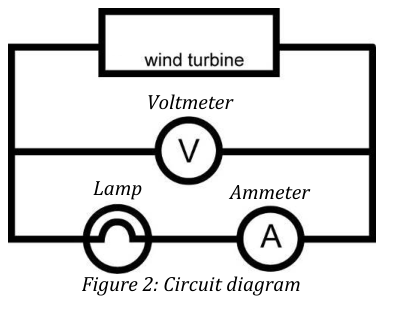 wind turbine
Voltmeter
V
Lamp
Ammeter
A
Figure 2: Circuit diagram